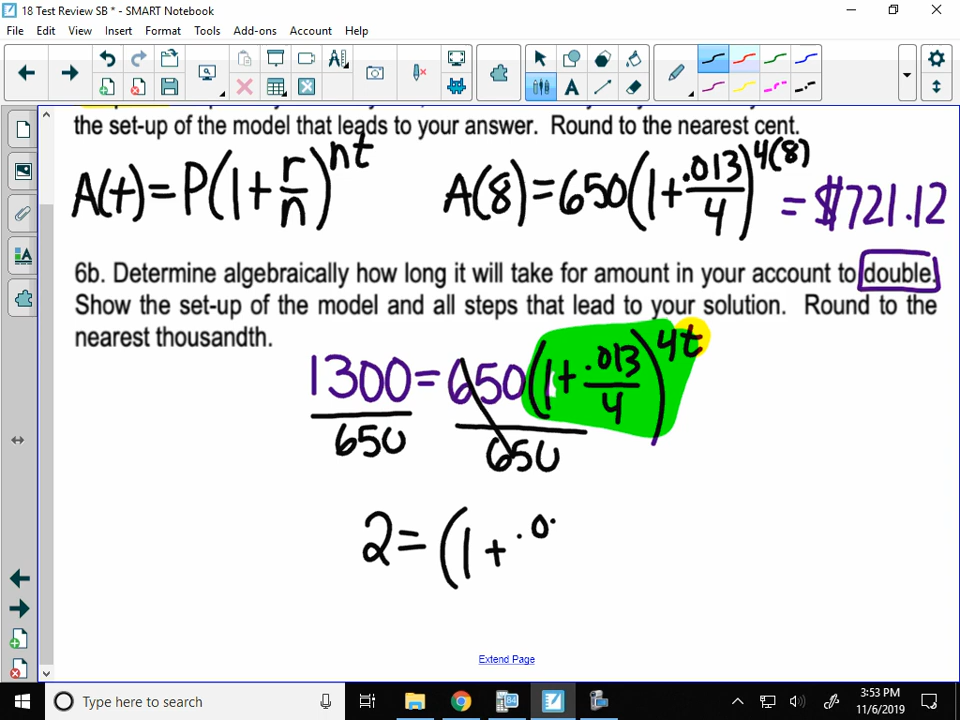 18 Test Review SB * - SMART Notebook
File Edit View Insert Format Tools Add-ons Account Help
the set-up of the model that leads to your answer. Round to the nearest cent.
A(t)=P(1+r/n)^nt A(8)=650(1+.013/4)^4(8) =$721.12
6b. Determine algebraically how long it will take for amount in your account to double.
Show the set-up of the model and all steps that lead to your solution. Round to the
nearest thousandth.
1300=650(1+.013/4)^4t
650 650
2=(1+.0
Extend Page
Type here to search
3:53 PM
11/6/2019